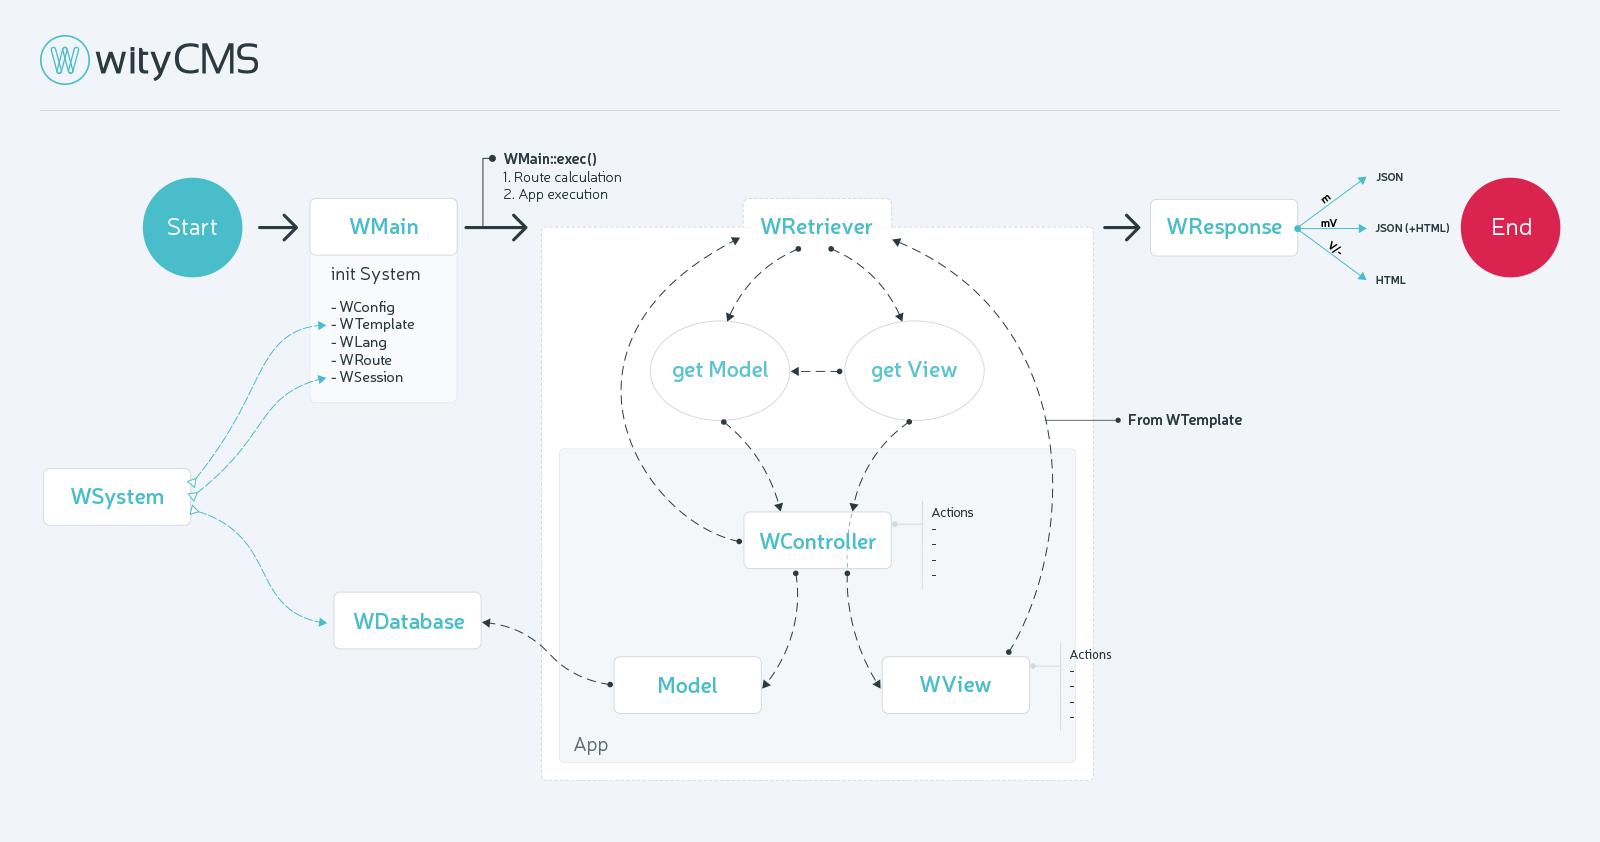 wityCMS
Start
WMain
init System
- WConfig
- WTemplate
- WLang
- WRoute
- WSession
WMain::exec()
1. Route calculation
2. App execution
WRetriever
get Model
get View
From WTemplate
WResponse
m
mV
V/-
JSON
JSON (+HTML)
HTML
End
WSystem
WDatabase
WController
Actions
-
-
-
-
Model
WView
Actions
-
-
-
-
App